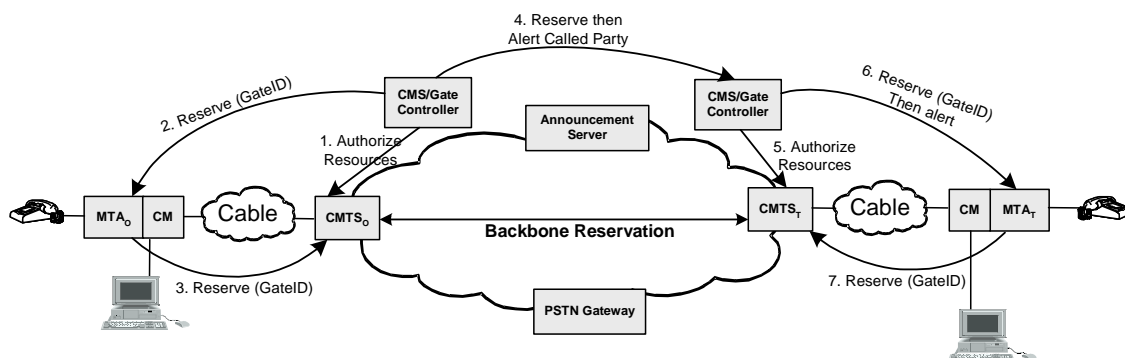 4. Reserve then
Alert Called Party
2. Reserve (GateID)
CMS/Gate
Controller
CMS/Gate
Controller
6. Reserve (GateID)
Then alert
1. Authorize
Resources
Announcement
Server
5. Authorize
Resources
MTAO
CM
Cable
CMTSO
Backbone Reservation
CMTST
Cable
CM
MTAT
3. Reserve (GateID)
7. Reserve (GateID)
PSTN Gateway